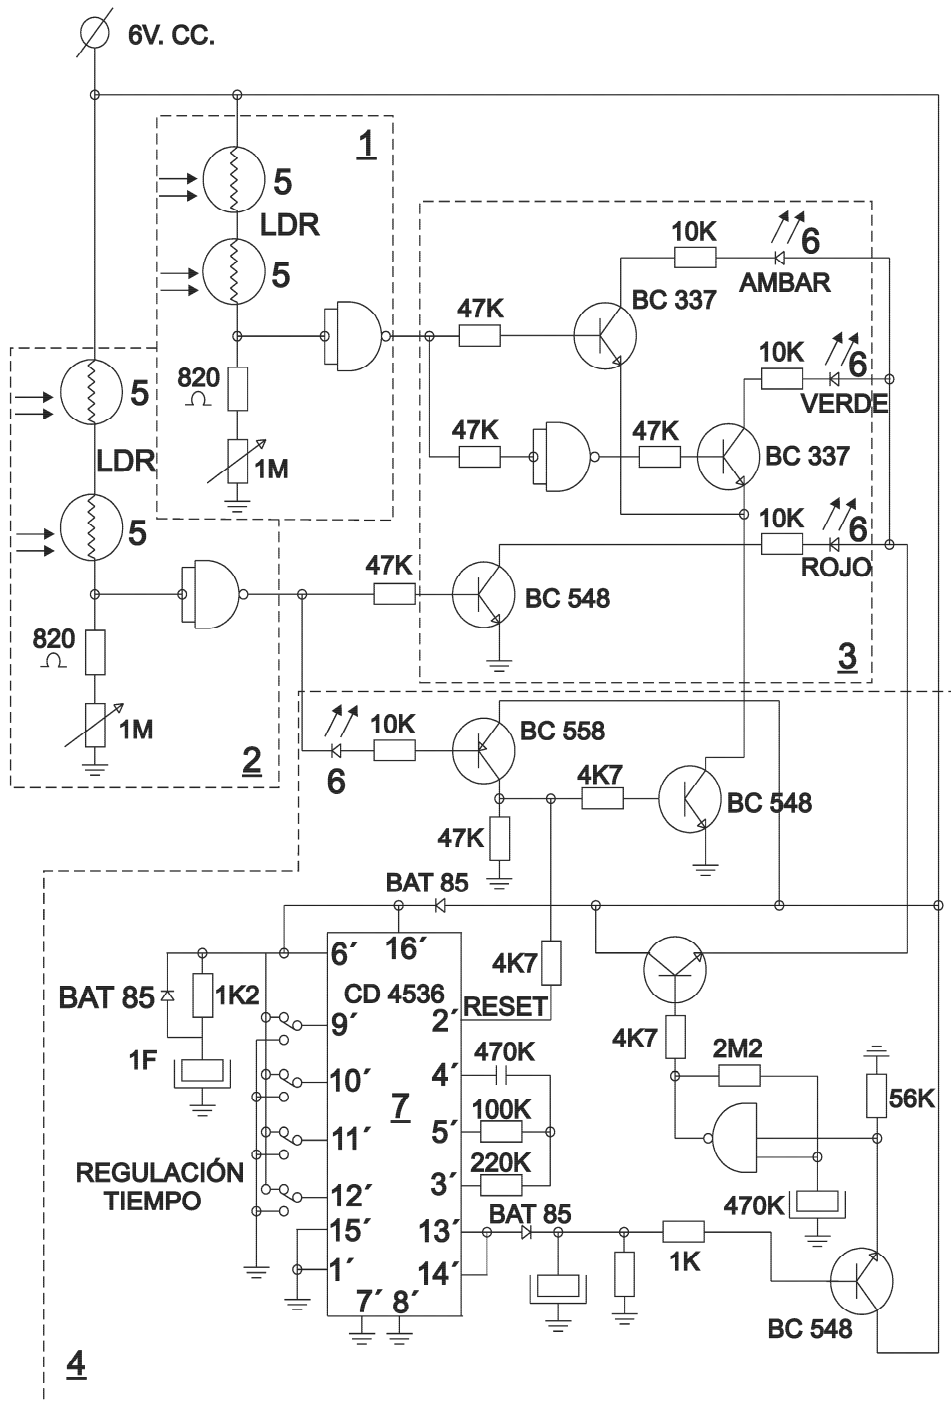 6V. CC.
1
5
LDR
5
10K
6
AMBAR
BC 337
47K
10K
6
VERDE
820
Ω
5
1M
LDR
47K
47K
BC 337
10K
6
ROJO
5
47K
BC 548
820
Ω
3
1M
2
10K
BC 558
6
4K7
BC 548
47K
BAT 85
6´
16´
4K7
BAT 85
1K2
CD 4536
RESET
9´
2´
4K7
1F
470K
2M2
10´
4´
56K
7
100K
11´
5´
REGULACIÓN
TIEMPO
220K
12´
3´
470K
BAT 85
15´
13´
1K
1´
14´
7´
8´
BC 548
4